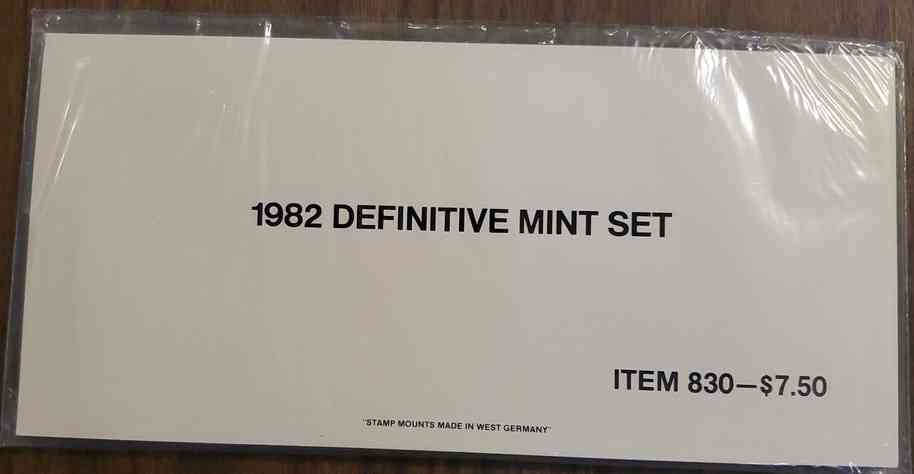 1982 DEFINITIVE MINT SET
ITEM 830—$7.50
"STAMP MOUNTS MADE IN WEST GERMANY"